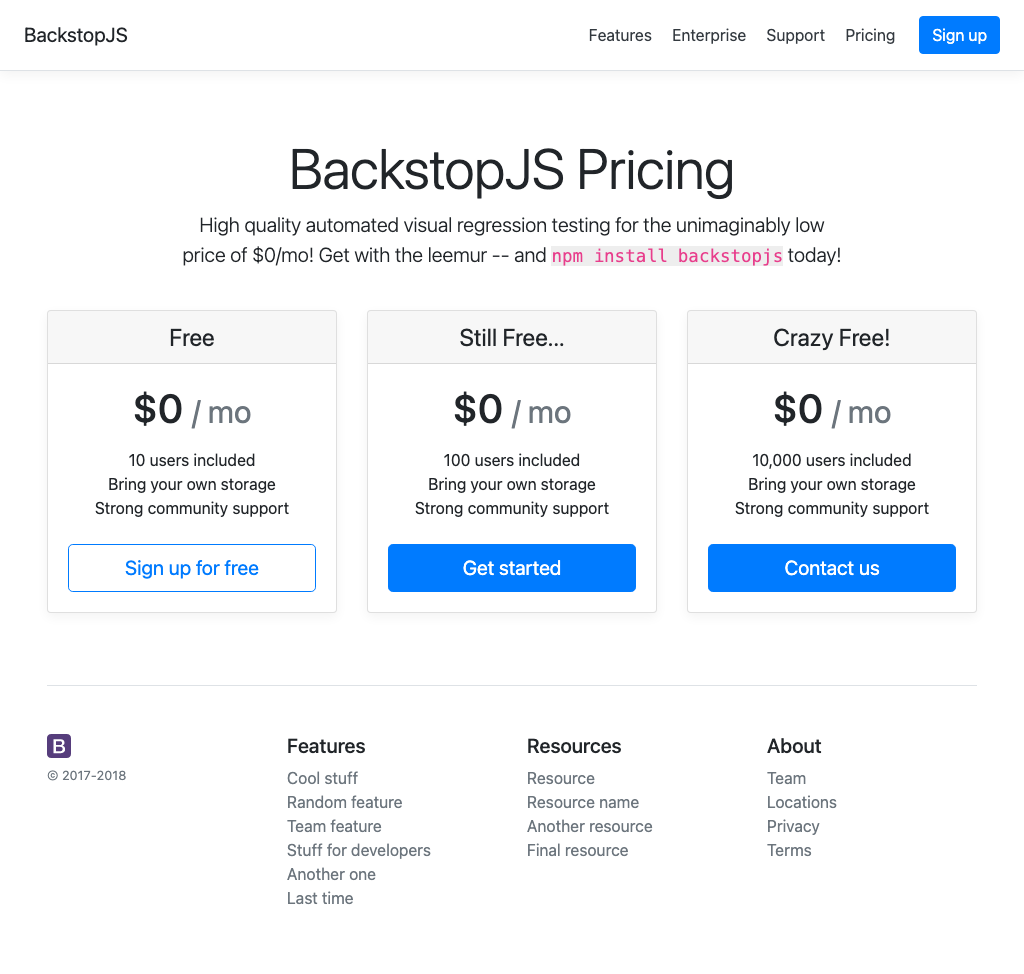 BackstopJS
Features Enterprise Support Pricing Sign up
BackstopJS Pricing
High quality automated visual regression testing for the unimaginably low
price of $0/mo! Get with the leemur -- and npm install backstopjs today!
Free
$0 / mo
10 users included
Bring your own storage
Strong community support
Sign up for free
Still Free...
$0 / mo
100 users included
Bring your own storage
Strong community support
Get started
Crazy Free!
$0 / mo
10,000 users included
Bring your own storage
Strong community support
Contact us
B
© 2017-2018
Features
Cool stuff
Random feature
Team feature
Stuff for developers
Another one
Last time
Resources
Resource
Resource name
Another resource
Final resource
About
Team
Locations
Privacy
Terms